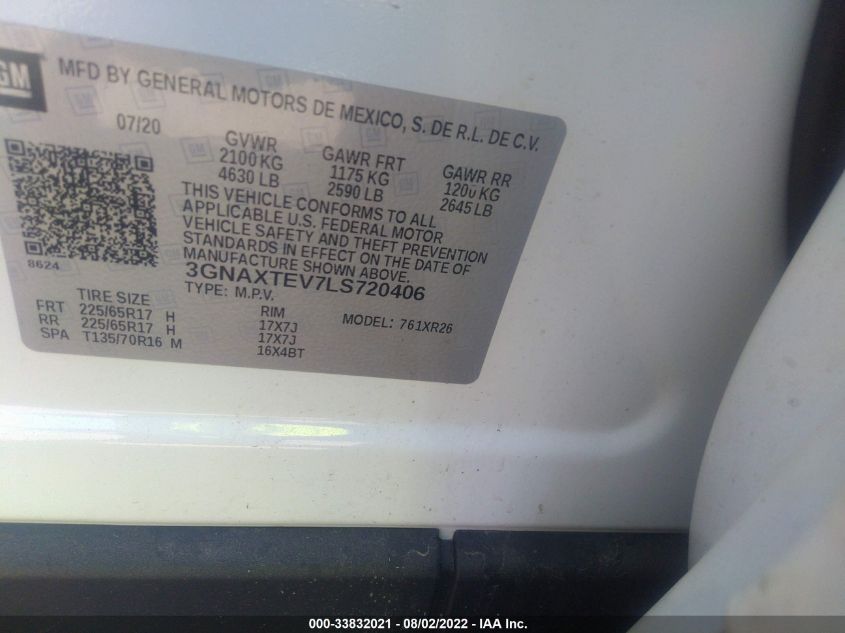 GM
MFD BY GENERAL MOTORS DE MEXICO, S. DE R.L. DE C.V.
07/20
GVWR GAWR FRT GAWR RR
2100 KG 1175 KG 1200 KG
4630 LB 2590 LB 2645 LB
THIS VEHICLE CONFORMS TO ALL
APPLICABLE U.S. FEDERAL MOTOR
VEHICLE SAFETY AND THEFT PREVENTION
STANDARDS IN EFFECT ON THE DATE OF
MANUFACTURE SHOWN ABOVE.
8624
3GNAXTEV7LS720406
TYPE: M.P.V. MODEL: 761XR26
TIRE SIZE RIM
FRT 225/65R17 H 17X7J
RR 225/65R17 H 17X7J
SPA T135/70R16 M 16X4BT
000-33832021 - 08/02/2022 - IAA Inc.